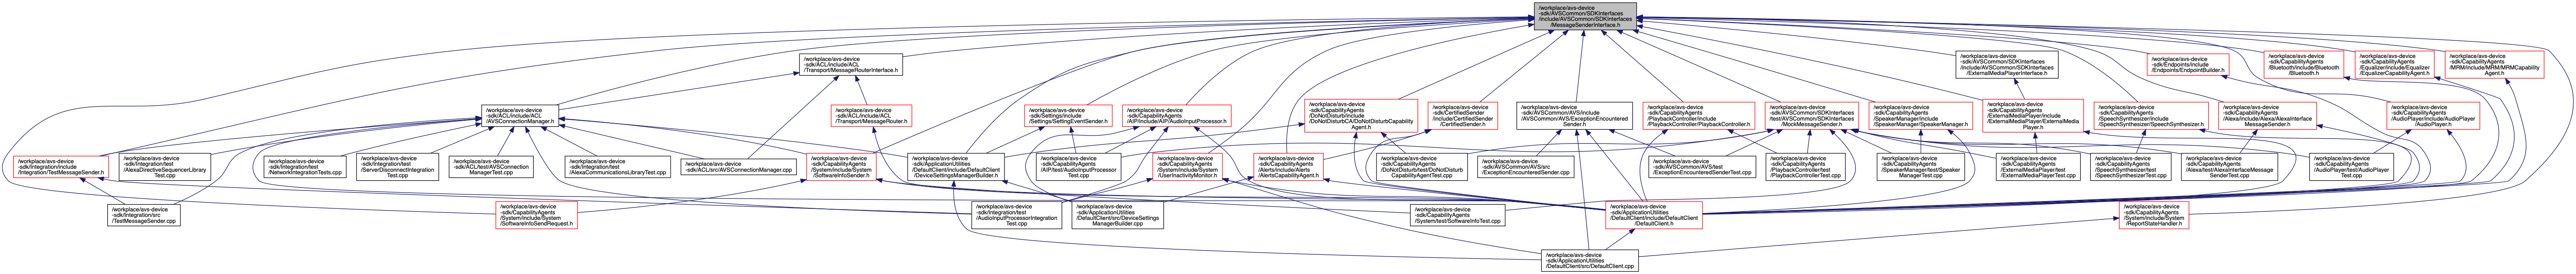 /workplace/avs-device
-sdk/AVSCommon/SDKInterfaces
/include/AVSCommon/SDKInterfaces
/MessageSenderInterface.h
/workplace/avs-device
-sdk/ACL/include/ACL
/Transport/MessageRouterInterface.h
/workplace/avs-device
-sdk/AVSCommon/SDKInterfaces
/include/AVSCommon/SDKInterfaces
/ExternalMediaPlayerInterface.h
/workplace/avs-device
-sdk/Endpoints/include
/Endpoints/EndpointBuilder.h
/workplace/avs-device
-sdk/CapabilityAgents
/Bluetooth/include/Bluetooth
/Bluetooth.h
/workplace/avs-device
-sdk/CapabilityAgents
/Equalizer/include/Equalizer
/EqualizerCapabilityAgent.h
/workplace/avs-device
-sdk/CapabilityAgents
/MRM/include/MRM/MRMCapability
Agent.h
/workplace/avs-device
-sdk/ACL/include/ACL
/AVSConnectionManager.h
/workplace/avs-device
-sdk/ACL/include/ACL
/Transport/MessageRouter.h
/workplace/avs-device
-sdk/Settings/include
/Settings/SettingEventSender.h
/workplace/avs-device
-sdk/CapabilityAgents
/AIP/include/AIP/AudioInputProcessor.h
/workplace/avs-device
-sdk/CapabilityAgents
/DoNotDisturb/include
/DoNotDisturbCA/DoNotDisturbCapability
Agent.h
/workplace/avs-device
-sdk/CertifiedSender
/include/CertifiedSender
/CertifiedSender.h
/workplace/avs-device
-sdk/AVSCommon/AVS/include
/AVSCommon/AVS/ExceptionEncountered
Sender.h
/workplace/avs-device
-sdk/CapabilityAgents
/PlaybackController/include
/PlaybackController/PlaybackController.h
/workplace/avs-device
-sdk/AVSCommon/SDKInterfaces
/test/AVSCommon/SDKInterfaces
/MockMessageSender.h
/workplace/avs-device
-sdk/CapabilityAgents
/SpeakerManager/include
/SpeakerManager/SpeakerManager.h
/workplace/avs-device
-sdk/CapabilityAgents
/ExternalMediaPlayer/include
/ExternalMediaPlayer/ExternalMedia
Player.h
/workplace/avs-device
-sdk/CapabilityAgents
/SpeechSynthesizer/include
/SpeechSynthesizer/SpeechSynthesizer.h
/workplace/avs-device
-sdk/CapabilityAgents
/Alexa/include/Alexa/AlexaInterface
MessageSender.h
/workplace/avs-device
-sdk/CapabilityAgents
/AudioPlayer/include/AudioPlayer
/AudioPlayer.h
/workplace/avs-device
-sdk/Integration/include
/Integration/TestMessageSender.h
/workplace/avs-device
-sdk/Integration/test
/AlexaDirectiveSequencerLibrary
Test.cpp
/workplace/avs-device
-sdk/Integration/test
/NetworkIntegrationTests.cpp
/workplace/avs-device
-sdk/Integration/test
/ServerDisconnectIntegration
Test.cpp
/workplace/avs-device
-sdk/ACL/test/AVSConnection
ManagerTest.cpp
/workplace/avs-device
-sdk/Integration/test
/AlexaCommunicationsLibraryTest.cpp
/workplace/avs-device
-sdk/ACL/src/AVSConnectionManager.cpp
/workplace/avs-device
-sdk/CapabilityAgents
/System/include/System
/SoftwareInfoSender.h
/workplace/avs-device
-sdk/ApplicationUtilities
/DefaultClient/include/DefaultClient
/DeviceSettingsManagerBuilder.h
/workplace/avs-device
-sdk/CapabilityAgents
/AIP/test/AudioInputProcessor
Test.cpp
/workplace/avs-device
-sdk/CapabilityAgents
/System/include/System
/UserInactivityMonitor.h
/workplace/avs-device
-sdk/CapabilityAgents
/Alerts/include/Alerts
/AlertsCapabilityAgent.h
/workplace/avs-device
-sdk/CapabilityAgents
/DoNotDisturb/test/DoNotDisturb
CapabilityAgentTest.cpp
/workplace/avs-device
-sdk/AVSCommon/AVS/src
/ExceptionEncounteredSender.cpp
/workplace/avs-device
-sdk/AVSCommon/AVS/test
/ExceptionEncounteredSenderTest.cpp
/workplace/avs-device
-sdk/CapabilityAgents
/PlaybackController/test
/PlaybackControllerTest.cpp
/workplace/avs-device
-sdk/CapabilityAgents
/SpeakerManager/test/Speaker
ManagerTest.cpp
/workplace/avs-device
-sdk/CapabilityAgents
/ExternalMediaPlayer/test
/ExternalMediaPlayerTest.cpp
/workplace/avs-device
-sdk/CapabilityAgents
/SpeechSynthesizer/test
/SpeechSynthesizerTest.cpp
/workplace/avs-device
-sdk/CapabilityAgents
/Alexa/test/AlexaInterfaceMessage
SenderTest.cpp
/workplace/avs-device
-sdk/CapabilityAgents
/AudioPlayer/test/AudioPlayer
Test.cpp
/workplace/avs-device
-sdk/Integration/src
/TestMessageSender.cpp
/workplace/avs-device
-sdk/CapabilityAgents
/System/include/System
/SoftwareInfoSendRequest.h
/workplace/avs-device
-sdk/Integration/test
/AudioInputProcessorIntegration
Test.cpp
/workplace/avs-device
-sdk/ApplicationUtilities
/DefaultClient/src/DeviceSettings
ManagerBuilder.cpp
/workplace/avs-device
-sdk/CapabilityAgents
/System/test/SoftwareInfoTest.cpp
/workplace/avs-device
-sdk/ApplicationUtilities
/DefaultClient/include/DefaultClient
/DefaultClient.h
/workplace/avs-device
-sdk/CapabilityAgents
/System/include/System
/ReportStateHandler.h
/workplace/avs-device
-sdk/ApplicationUtilities
/DefaultClient/src/DefaultClient.cpp